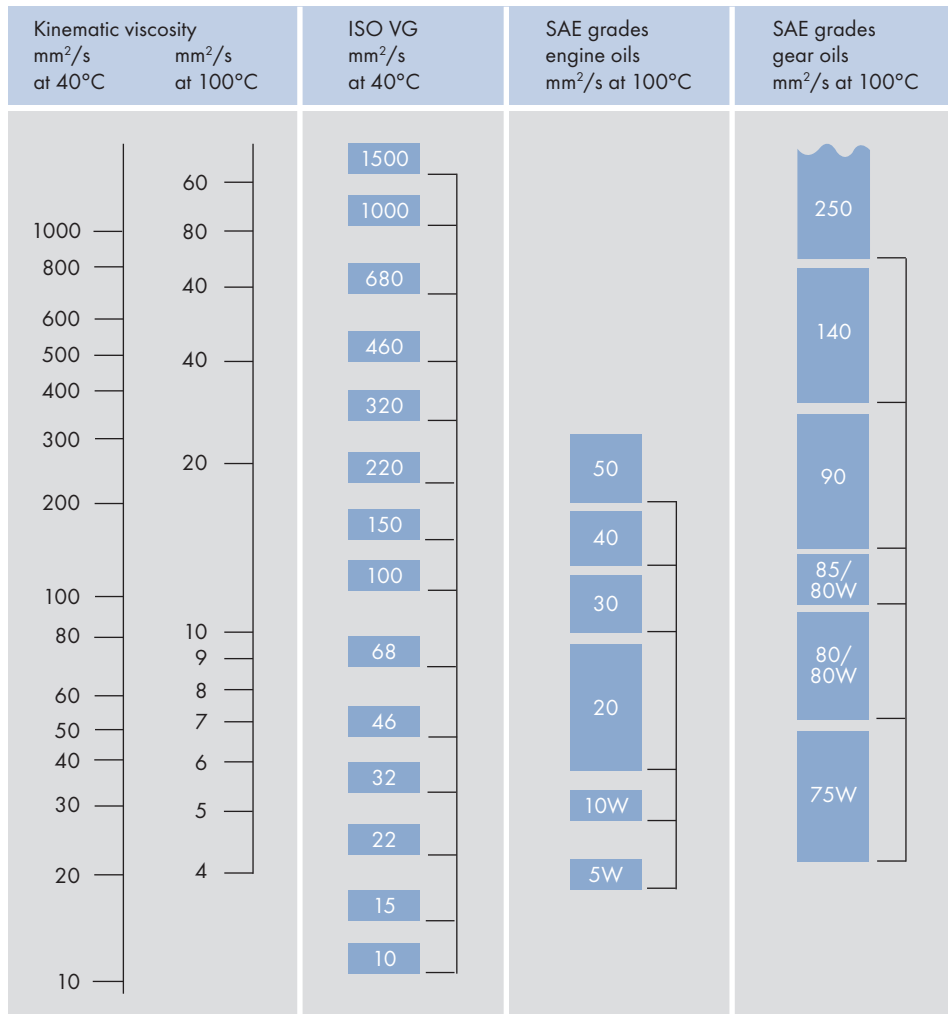 Kinematic viscosity
mm²/s
at 40°C
mm²/s
at 100°C
ISO VG
mm²/s
at 40°C
SAE grades
engine oils
mm²/s at 100°C
SAE grades
gear oils
mm²/s at 100°C
1000
800
600
500
400
300
200
100
80
60
50
40
30
20
10
60
80
40
40
20
10
9
8
7
6
5
4
1500
1000
680
460
320
220
150
100
68
46
32
22
15
10
50
40
30
20
10W
5W
250
140
90
85/
80W
80/
80W
75W